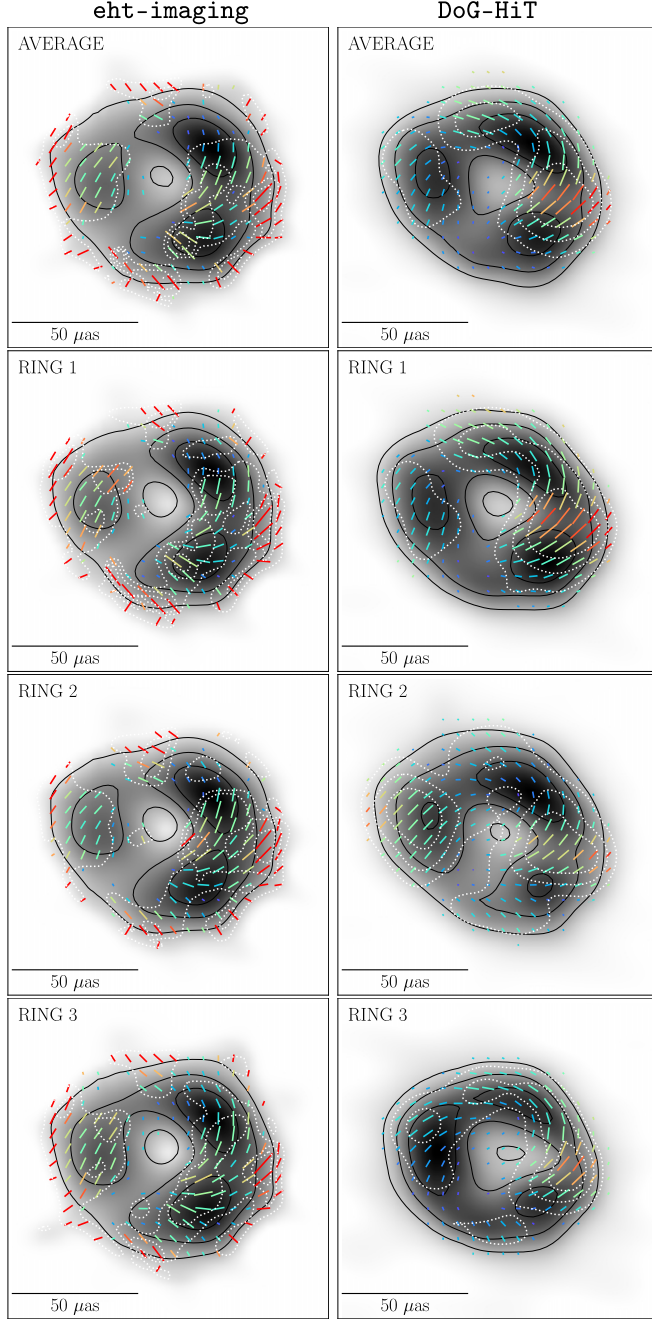 eht-imaging DoG-HiT
AVERAGE AVERAGE
50 μas 50 μas
RING 1 RING 1
50 μas 50 μas
RING 2 RING 2
50 μas 50 μas
RING 3 RING 3
50 μas 50 μas